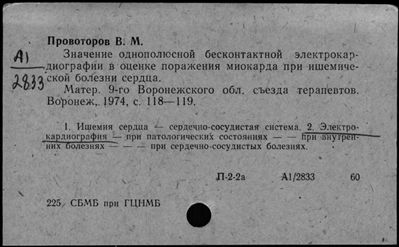 Провоторов В. М.
А1
2833
Значение однополюсной бесконтактной электрокар-
диографии в оценке поражения миокарда при ишемиче-
ской болезни сердца.
Матер. 9-го Воронежского обл. съезда терапевтов.
Воронеж, 1974, с. 118—119.
1. Ишемия сердца — сердечно-сосудистая система. 2. Электро-
кардиография — при патологических состояниях — — при внутрен-
них болезнях — — — при сердечно-сосудистых болезнях.
П-2-2а А1/2833 60
225 СБМБ при ГЦНМБ